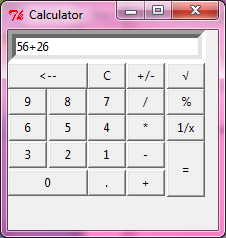 Calculator
56+26
<-- C +/- √
9 8 7 / %
6 5 4 * 1/x
3 2 1 - =
0 . +